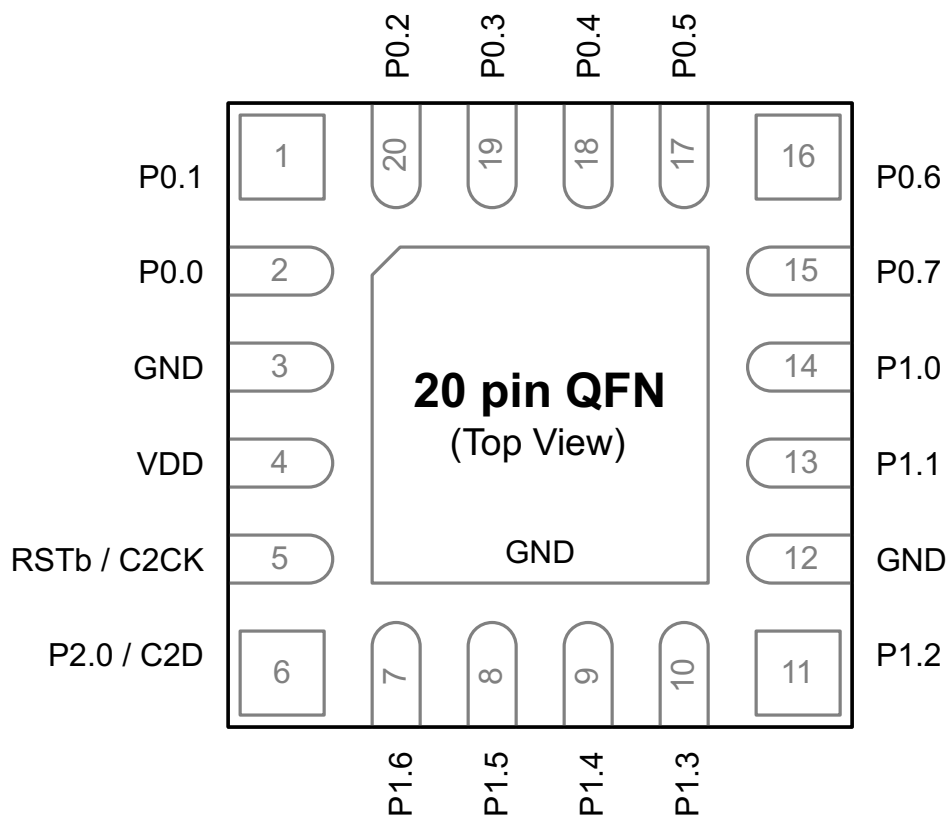 P0.2
P0.3
P0.4
P0.5
1
20
19
18
17
16
P0.1
P0.6
P0.0
2
15
P0.7
GND
3
14
P1.0
20 pin QFN
(Top View)
VDD
4
13
P1.1
RSTb / C2CK
5
GND
12
GND
P2.0 / C2D
6
7
8
9
10
11
P1.2
P1.6
P1.5
P1.4
P1.3